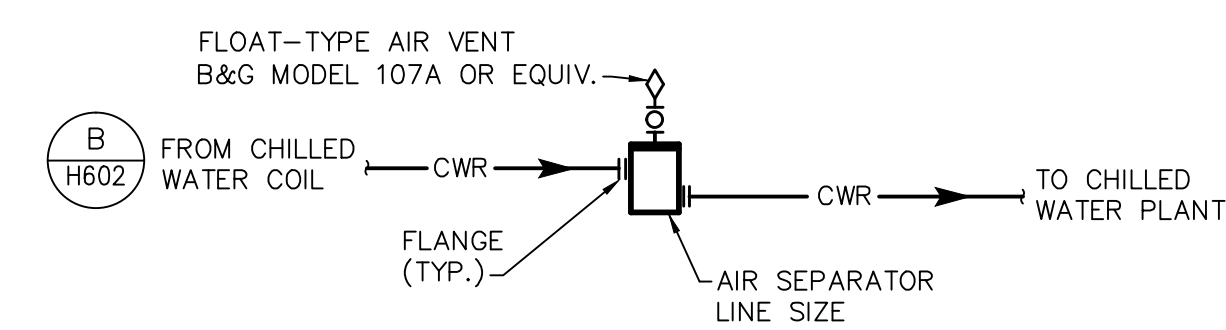 FLOAT-TYPE AIR VENT
B&G MODEL 107A OR EQUIV.
B
H602
FROM CHILLED
WATER COIL
CWR
FLANGE
(TYP.)
CWR
TO CHILLED
WATER PLANT
AIR SEPARATOR
LINE SIZE